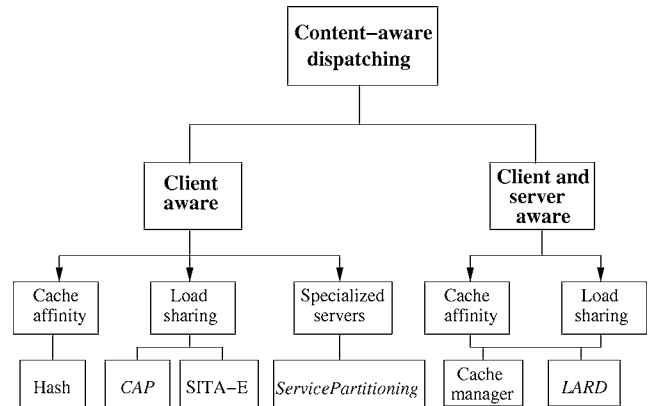 Content-aware
dispatching
Client
aware
Client and
server
aware
Cache
affinity
Load
sharing
Specialized
servers
Cache
affinity
Load
sharing
Hash
CAP
SITA-E
ServicePartitioning
Cache
manager
LARD